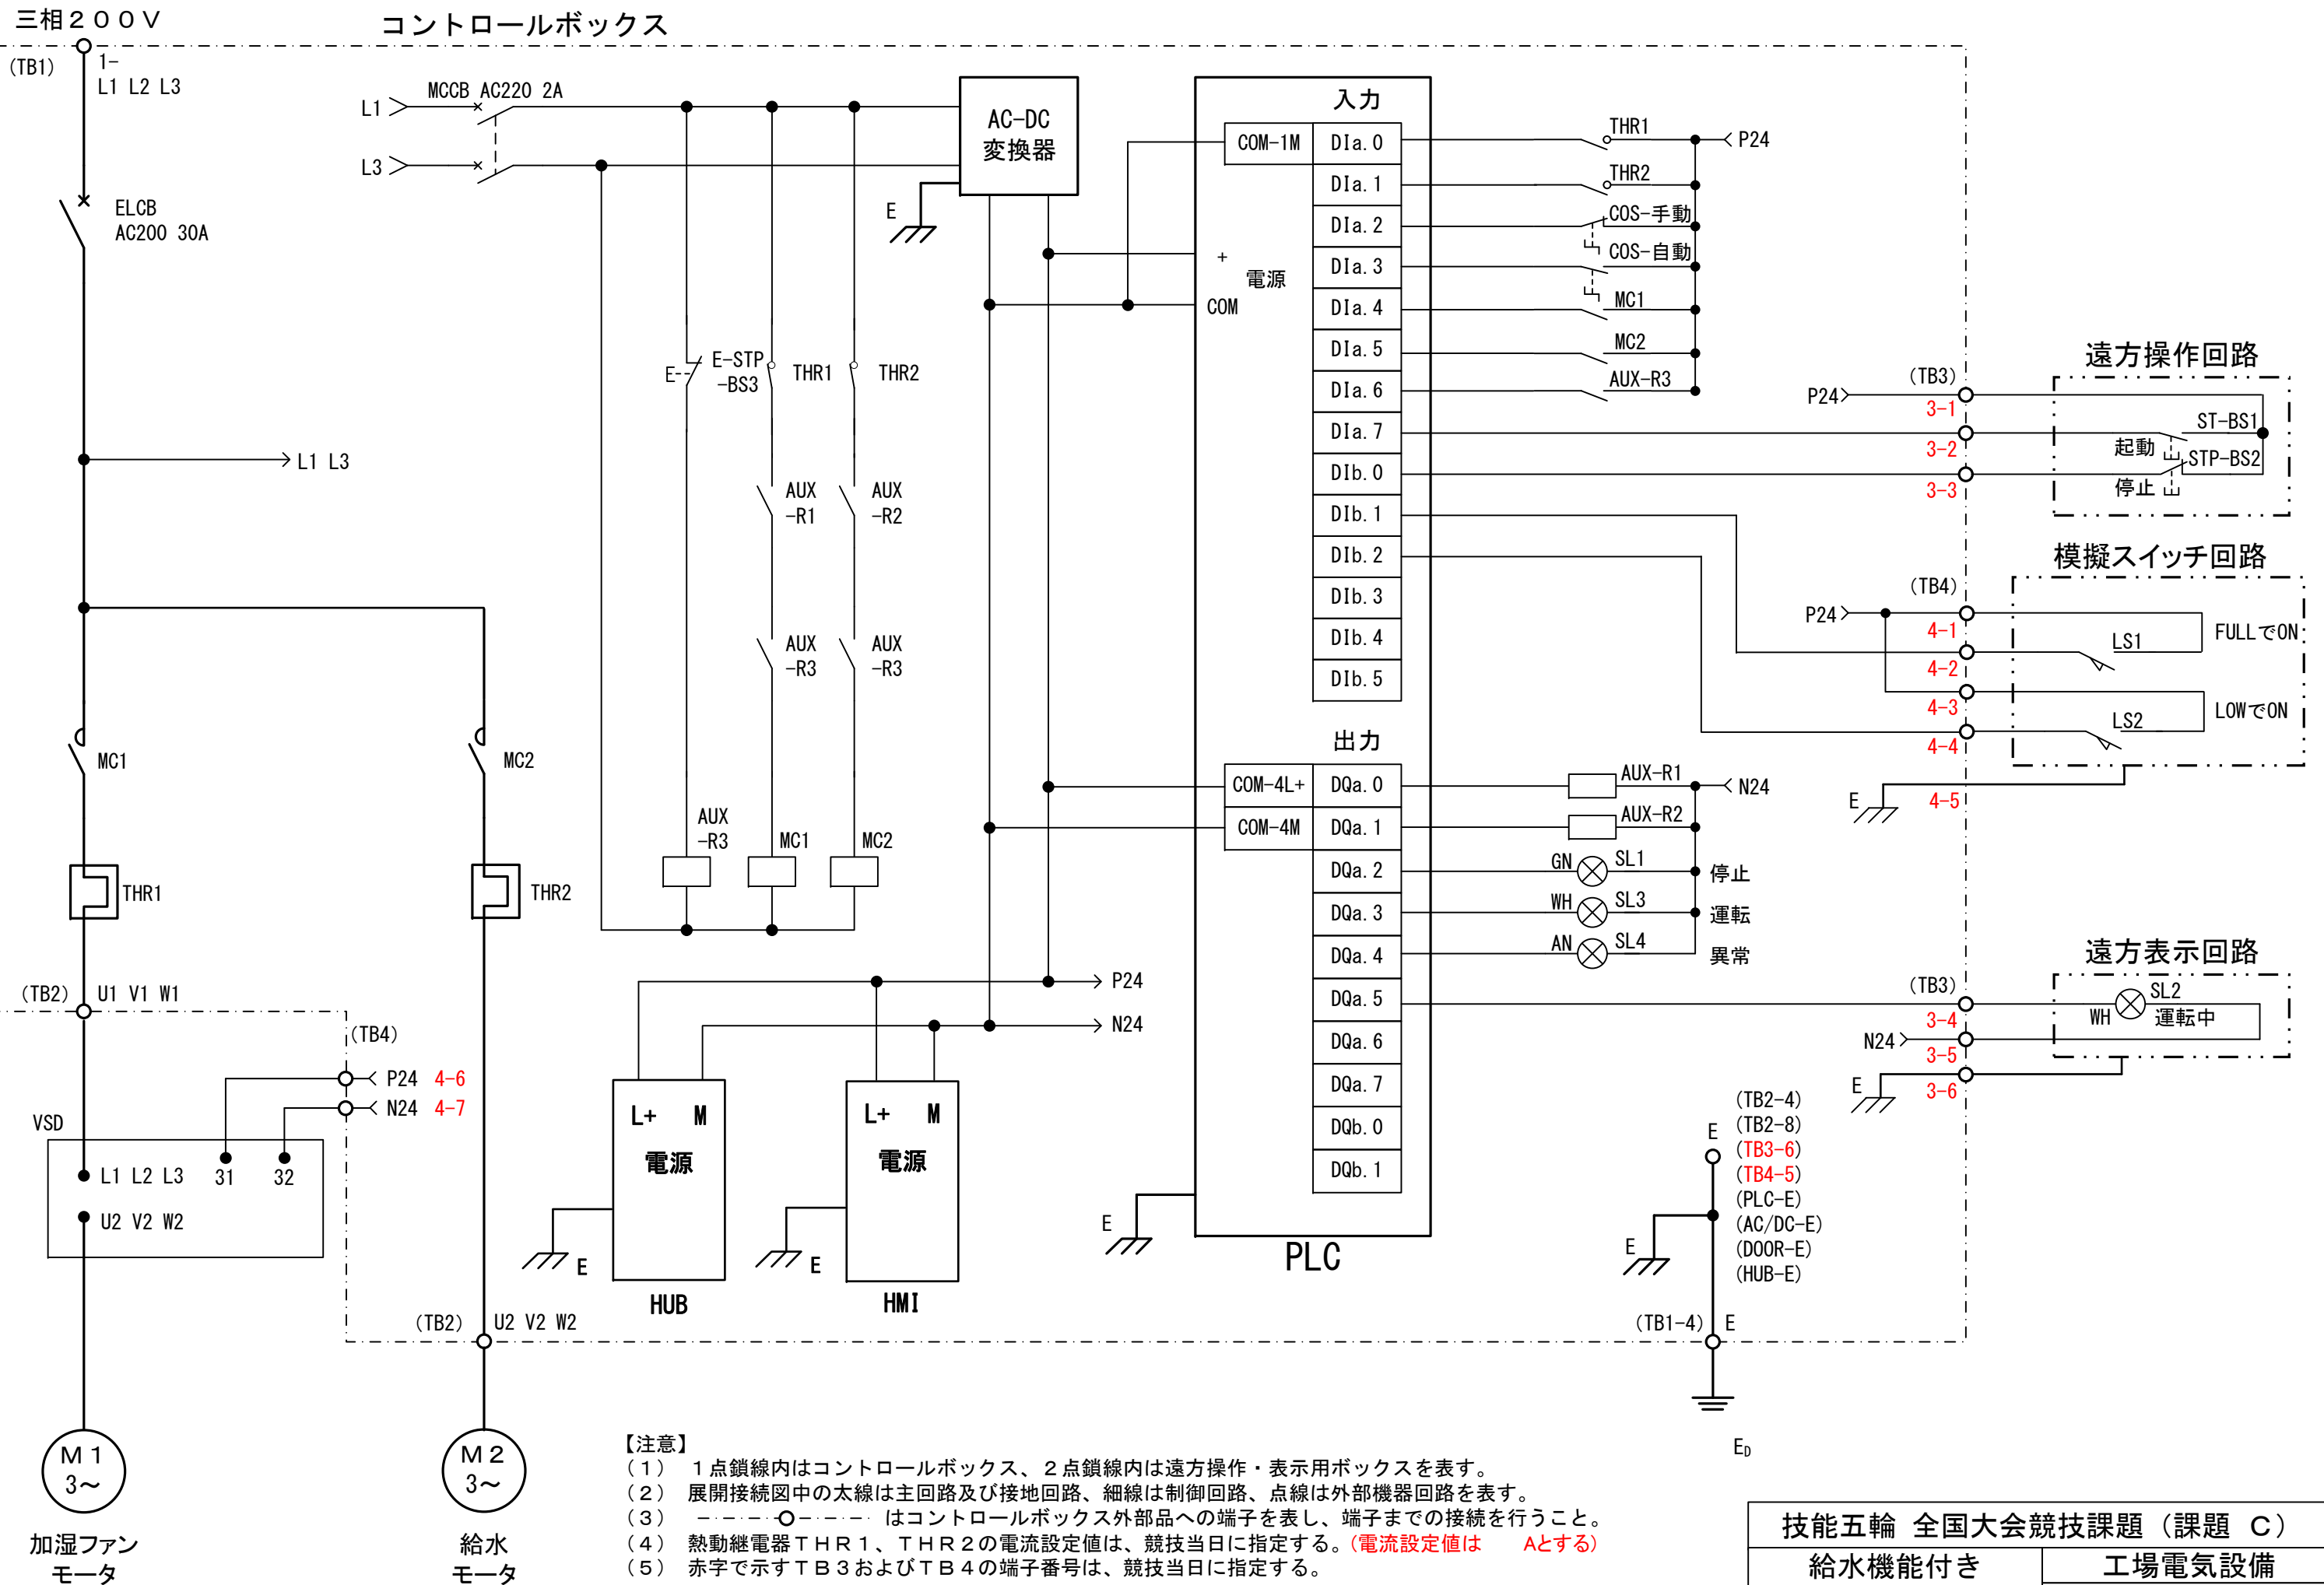 三相２００V
コントロールボックス
(TB1)
1-
L1 L2 L3
ELCB
AC200 30A
L1 L3
MC1
MC2
THR1
THR2
(TB2)
U1 V1 W1
(TB4)
P24 4-6
N24 4-7
VSD
L1 L2 L3
31
32
U2 V2 W2
(TB2)
U2 V2 W2
M1
3～
加湿ファン
モータ
M2
3～
給水
モータ
L1
MCCB AC220 2A
L3
AC-DC
変換器
E
E
E-STP
-BS3
THR1
THR2
AUX
-R1
AUX
-R2
AUX
-R3
AUX
-R3
AUX
-R3
MC1
MC2
P24
N24
L+ M
電源
E
HUB
L+ M
電源
E
HMI
入力
COM-1M
DIa.0
DIa.1
DIa.2
DIa.3
DIa.4
DIa.5
DIa.6
DIa.7
DIb.0
DIb.1
DIb.2
DIb.3
DIb.4
DIb.5
+
電源
COM
出力
COM-4L+
COM-4M
DQa.0
DQa.1
DQa.2
DQa.3
DQa.4
DQa.5
DQa.6
DQa.7
DQb.0
DQb.1
E
PLC
THR1
P24
THR2
COS-手動
COS-自動
MC1
MC2
AUX-R3
AUX-R1
N24
AUX-R2
GN
SL1
停止
WH
SL3
運転
AN
SL4
異常
遠方操作回路
(TB3)
P24
3-1
3-2
3-3
ST-BS1
起動
STP-BS2
停止
模擬スイッチ回路
(TB4)
P24
4-1
4-2
4-3
4-4
4-5
LS1
FULLでON
LS2
LOWでON
E
遠方表示回路
(TB3)
3-4
N24
3-5
3-6
SL2
WH
運転中
E
E
(TB2-4)
(TB2-8)
(TB3-6)
(TB4-5)
(PLC-E)
(AC/DC-E)
(DOOR-E)
(HUB-E)
E
(TB1-4)
E
ED
【注意】
（１） １点鎖線内はコントロールボックス、２点鎖線内は遠方操作・表示用ボックスを表す。
（２） 展開接続図中の太線は主回路及び接地回路、細線は制御回路、点線は外部機器回路を表す。
（３） はコントロールボックス外部品への端子を表し、端子までの接続を行うこと。
（４） 熱動継電器ＴＨＲ１、ＴＨＲ２の電流設定値は、競技当日に指定する。（電流設定値は Aとする）
（５） 赤字で示すＴＢ３およびＴＢ４の端子番号は、競技当日に指定する。
技能五輪 全国大会競技課題（課題 C）
給水機能付き
工場電気設備